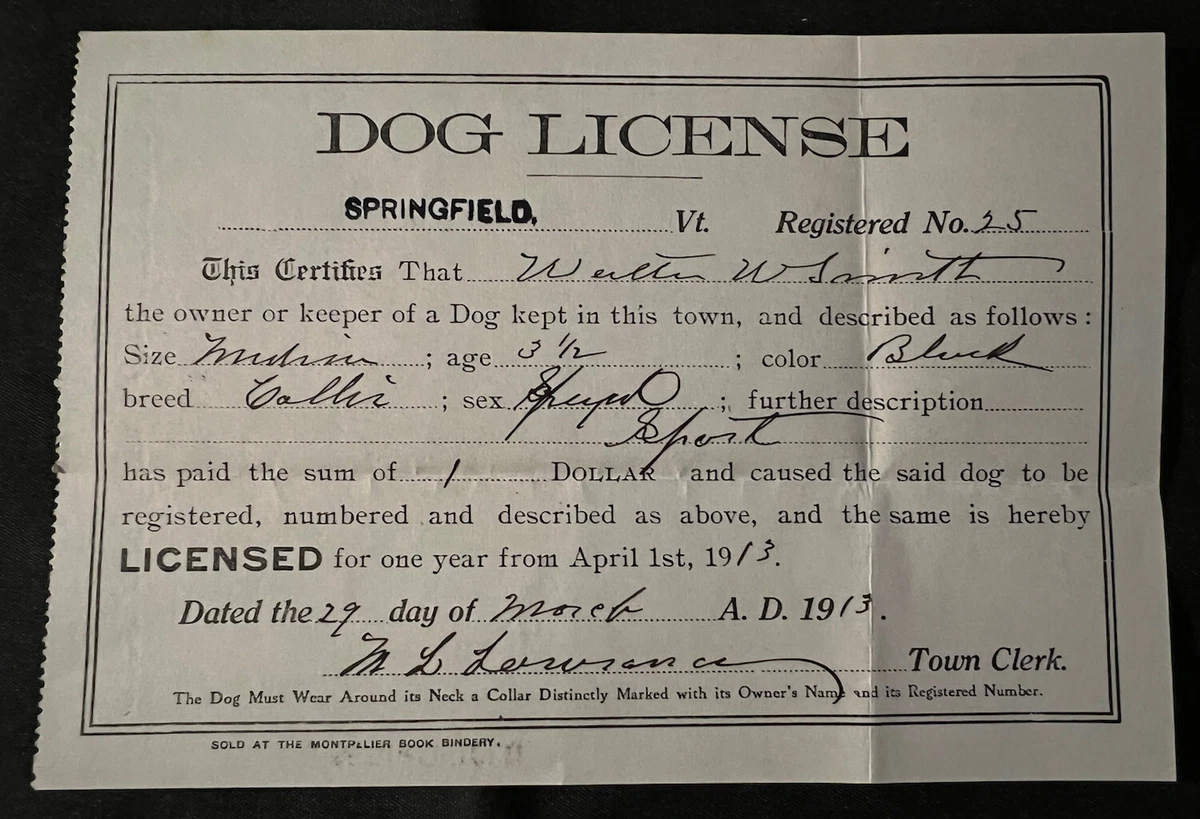 DOG LICENSE
SPRINGFIELD, Vt. Registered No. 25
This Certifies That Walter W Smith
the owner or keeper of a Dog kept in this town, and described as follows:
Size Medium; age 3 1/2; color Black
breed Collie; sex Speyed; further description
Sport
has paid the sum of 1 DOLLAR and caused the said dog to be
registered, numbered and described as above, and the same is hereby
LICENSED for one year from April 1st, 1913.
Dated the 29 day of March A. D. 1913.
M L Lawrance Town Clerk.
The Dog Must Wear Around its Neck a Collar Distinctly Marked with its Owner's Name and its Registered Number.
SOLD AT THE MONTPELIER BOOK BINDERY.